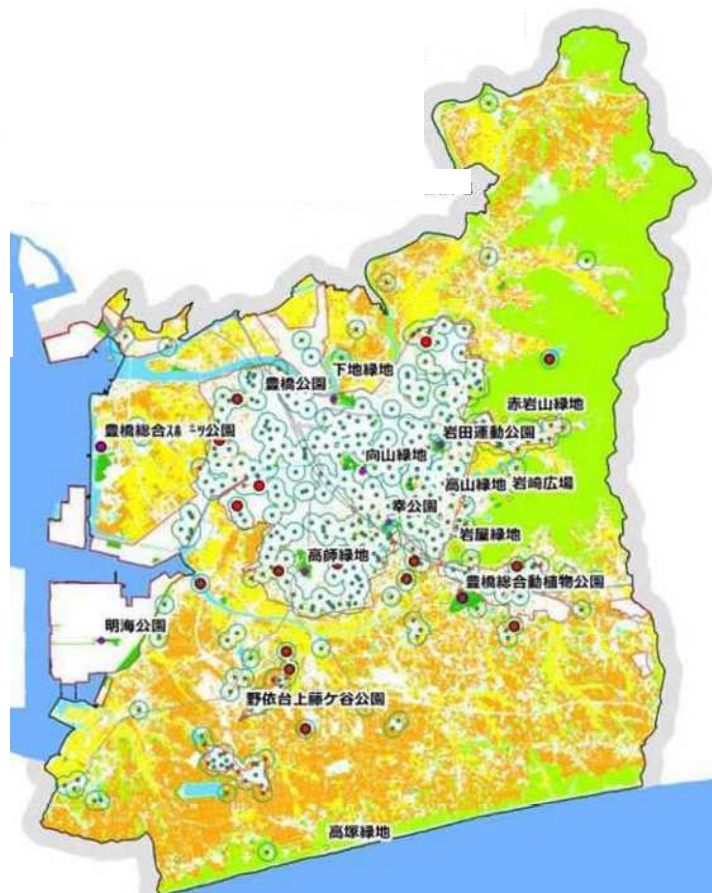 下地緑地
豊橋公園
赤岩山緑地
豊橋総合スポーツ公園
岩田運動公園
向山緑地
高山緑地
岩崎広場
幸公園
岩屋緑地
高師緑地
豊橋総合動植物公園
明海公園
野依台上藤ケ谷公園
高塚緑地